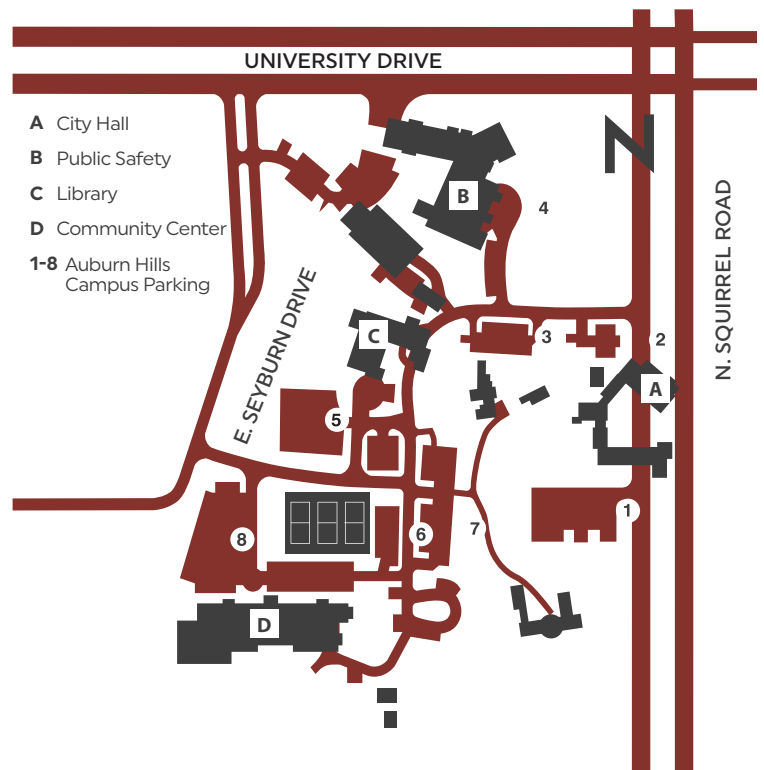 UNIVERSITY DRIVE
A City Hall
B Public Safety
C Library
D Community Center
1-8 Auburn Hills
Campus Parking
N
N. SQUIRREL ROAD
E. SEYBURN DRIVE
B
4
C
3
2
A
5
1
6
7
8
D